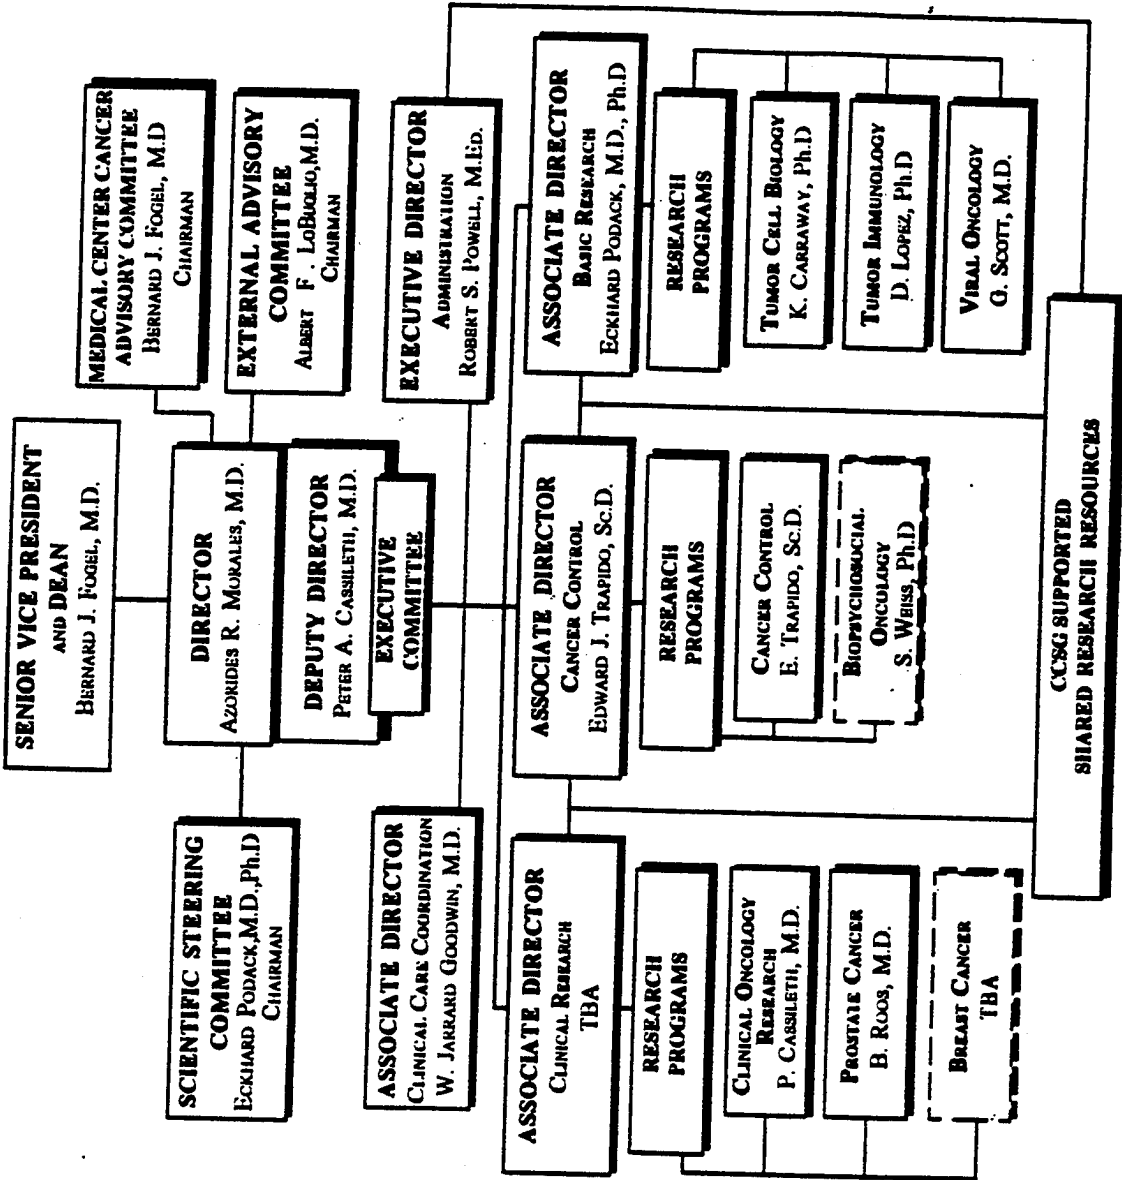 SENIOR VICE PRESIDENT
AND DEAN
BERNARD J. FOGEL, M.D.
MEDICAL CENTER CANCER
ADVISORY COMMITTEE
BERNARD J. FOGEL, M.D
CHAIRMAN
SCIENTIFIC STEERING
COMMITTEE
ECKHARD PODACK,M.D.,Ph.D
CHAIRMAN
DIRECTOR
AZORIDES R. MORALES, M.D.
EXTERNAL ADVISORY
COMMITTEE
ALBERT F. LOBUGLIO,M.D.
CHAIRMAN
DEPUTY DIRECTOR
PETER A. CASSILETH, M.D.
EXECUTIVE
COMMITTEE
ASSOCIATE DIRECTOR
CLINICAL CARE COORDINATION
W. JARRARD GOODWIN, M.D.
EXECUTIVE DIRECTOR
ADMINISTRATION
ROBERT S. POWELL, M.ED.
ASSOCIATE DIRECTOR
CLINICAL RESEARCH
TBA
ASSOCIATE DIRECTOR
CANCER CONTROL
EDWARD J. TRAPIDO, SC.D.
ASSOCIATE DIRECTOR
BASIC RESEARCH
ECKHARD PODACK, M.D., Ph.D
RESEARCH
PROGRAMS
RESEARCH
PROGRAMS
RESEARCH
PROGRAMS
CLINICAL ONCOLOGY
RESEARCH
P. CASSILETH, M.D.
CANCER CONTROL
E. TRAPIDO, SC.D.
TUMOR CELL BIOLOGY
K. CARRAWAY, Ph.D
PROSTATE CANCER
B. ROOS, M.D.
BIOPSYCHOSOCIAL
ONCOLOGY
S. WEISS, Ph.D
TUMOR IMMUNOLOGY
D. LOPEZ, Ph.D
BREAST CANCER
TBA
VIRAL ONCOLOGY
G. SCOTT, M.D.
CCSG SUPPORTED
SHARED RESEARCH RESOURCES